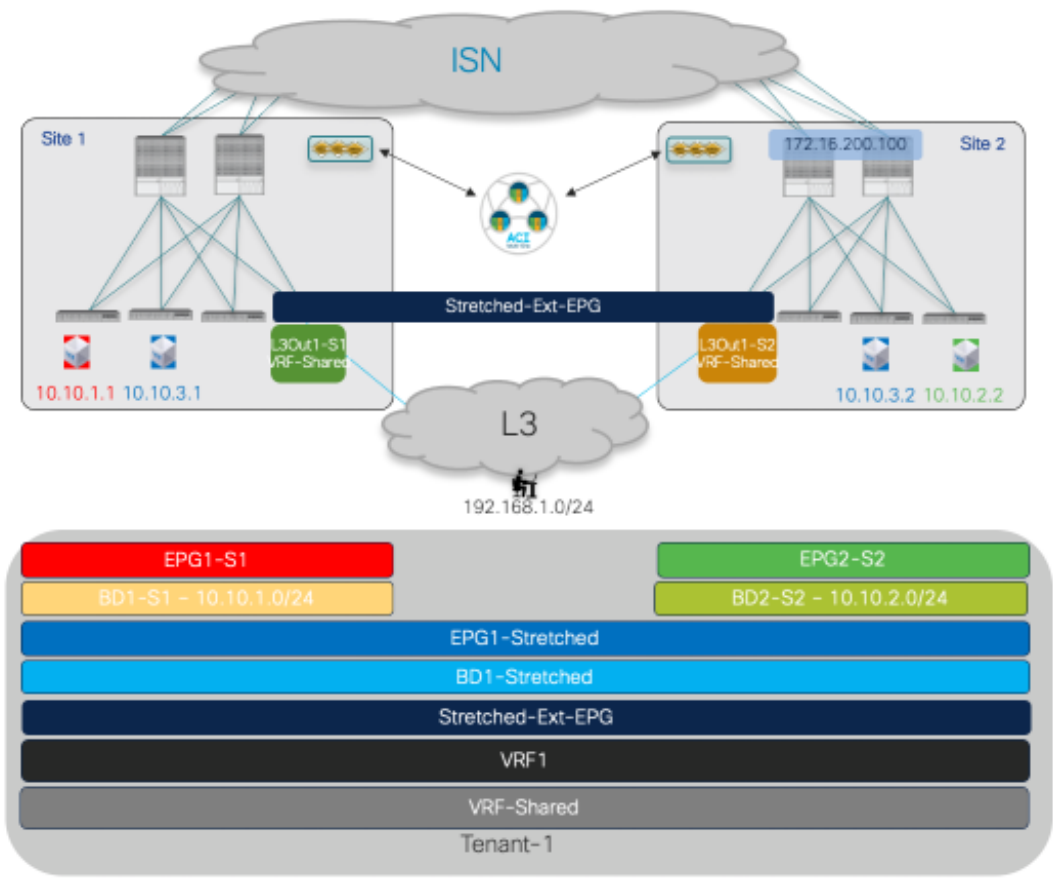 ISN
Site 1
172.16.200.100
Site 2
ACI
Stretched-Ext-EPG
L3Out1-S1
VRF-Shared
L3Out1-S2
VRF-Shared
10.10.1.1 10.10.3.1
10.10.3.2 10.10.2.2
L3
192.168.1.0/24
EPG1-S1
EPG2-S2
BD1-S1 - 10.10.1.0/24
BD2-S2 - 10.10.2.0/24
EPG1-Stretched
BD1-Stretched
Stretched-Ext-EPG
VRF1
VRF-Shared
Tenant-1